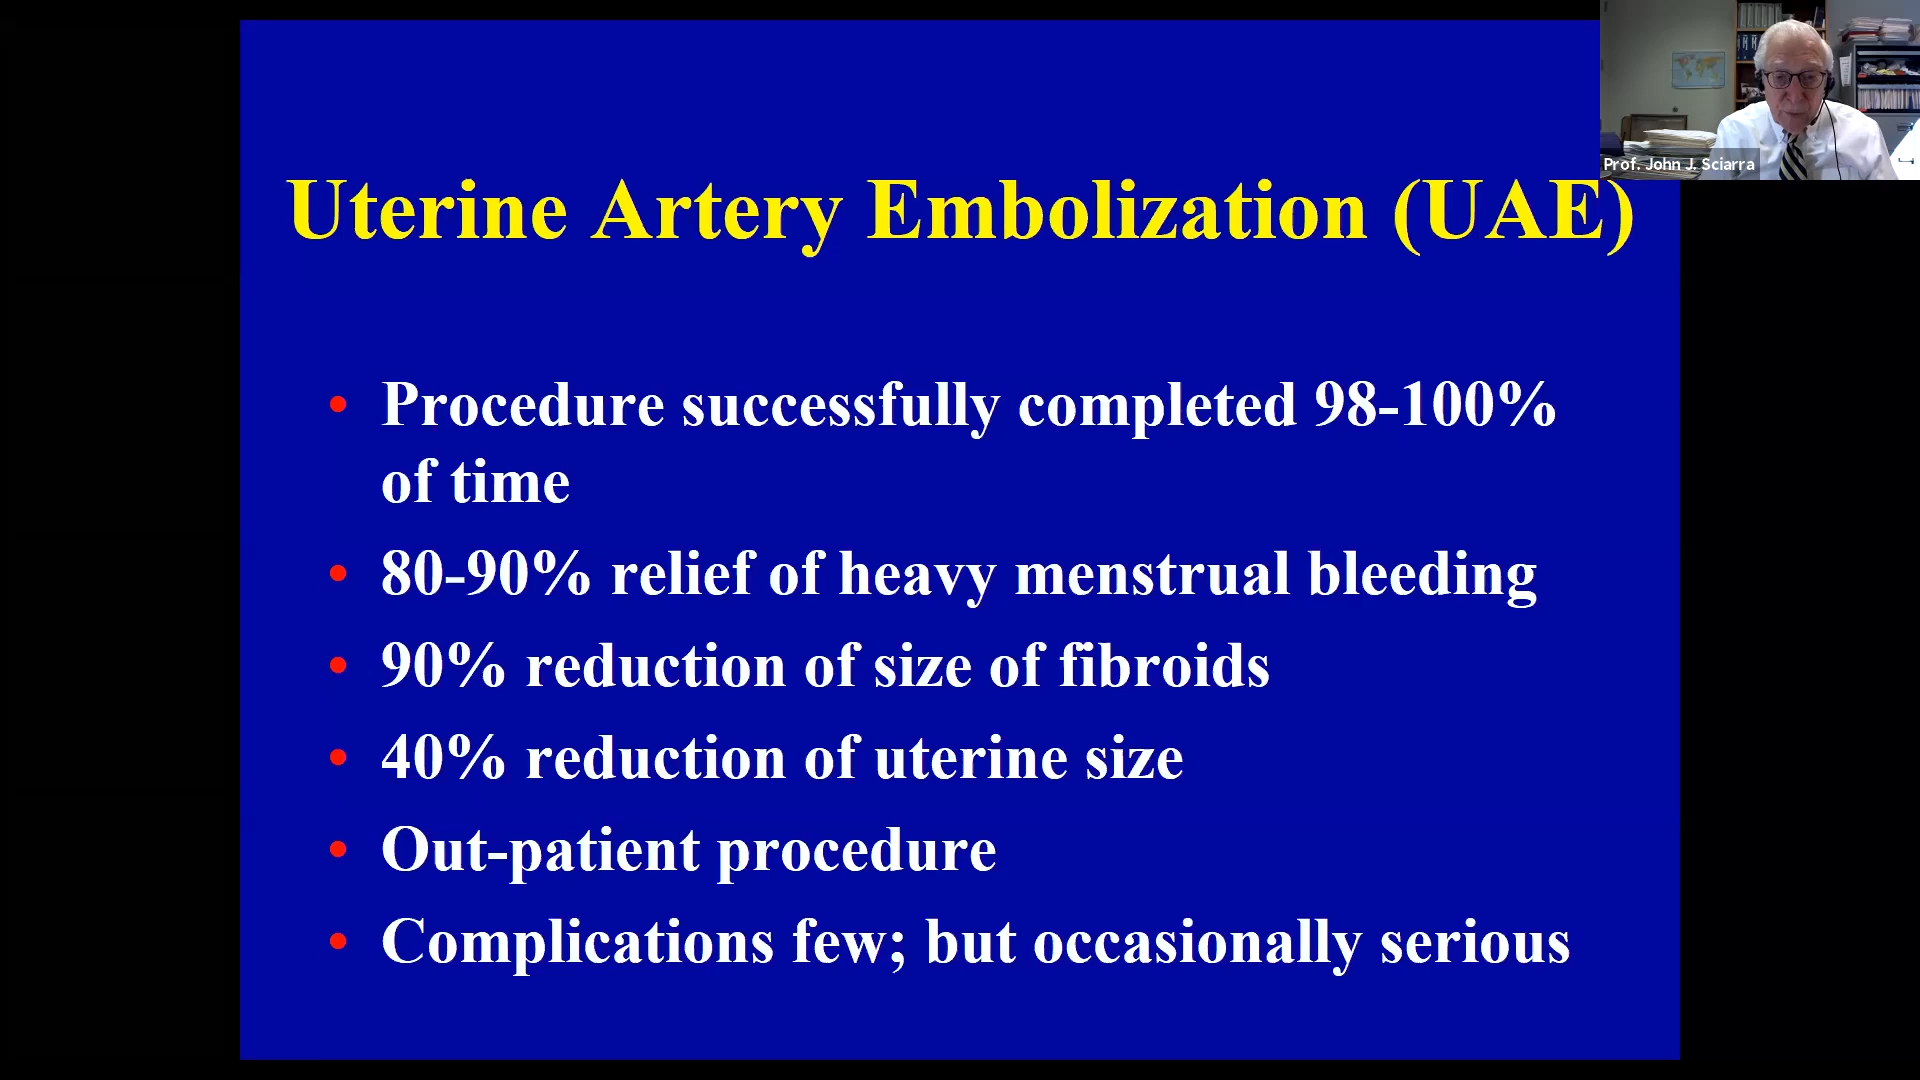 Prof. John J. Sciarra
Uterine Artery Embolization (UAE)
• Procedure successfully completed 98-100%
of time
• 80-90% relief of heavy menstrual bleeding
• 90% reduction of size of fibroids
• 40% reduction of uterine size
• Out-patient procedure
• Complications few; but occasionally serious